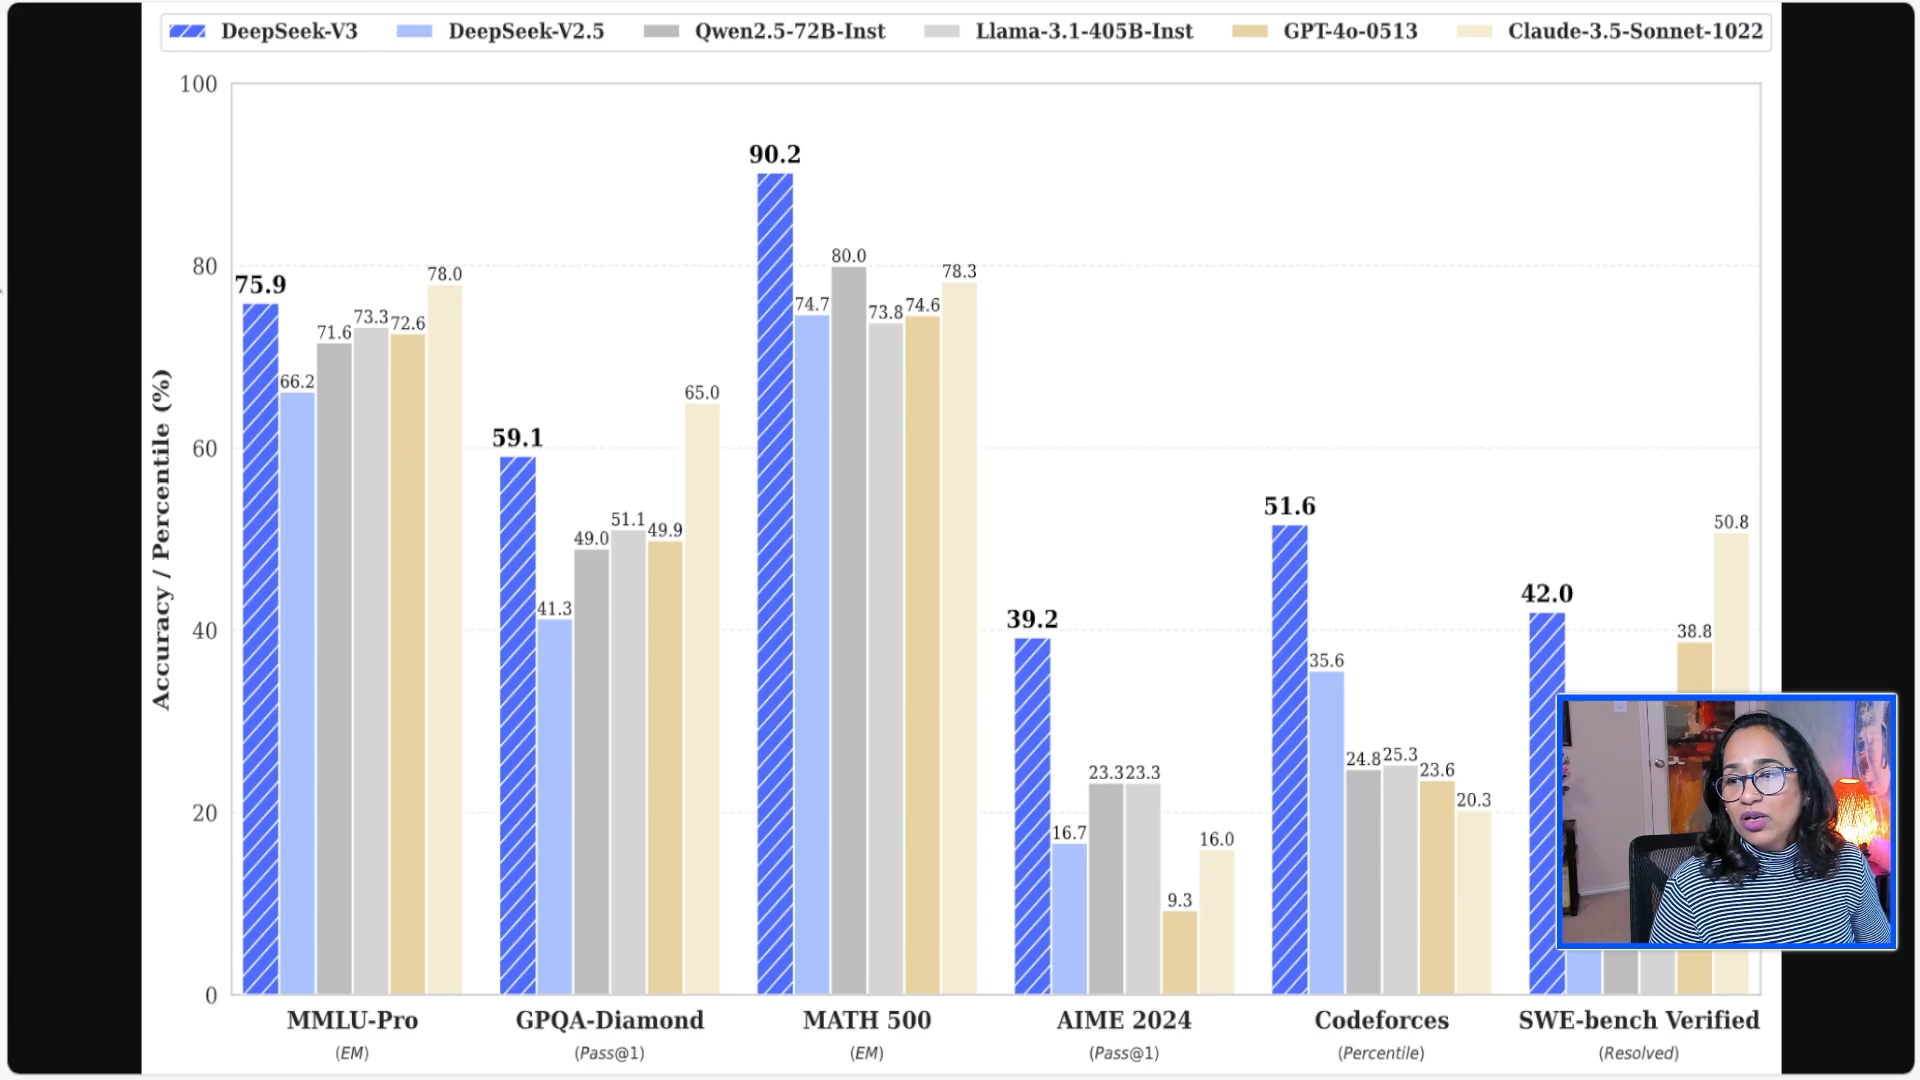 DeepSeek-V3 DeepSeek-V2.5 Qwen2.5-72B-Inst Llama-3.1-405B-Inst GPT-4o-0513 Claude-3.5-Sonnet-1022
Accuracy / Percentile (%)
100
80
60
40
20
0
75.9 66.2 71.6 73.3 72.6 78.0
59.1 41.3 49.0 51.1 49.9 65.0
90.2 74.7 80.0 73.8 74.6 78.3
39.2 16.7 23.3 23.3 9.3 16.0
51.6 35.6 24.8 25.3 23.6 20.3
42.0 38.8 50.8
MMLU-Pro GPQA-Diamond MATH 500 AIME 2024 Codeforces SWE-bench Verified
(EM) (Pass@1) (EM) (Pass@1) (Percentile) (Resolved)